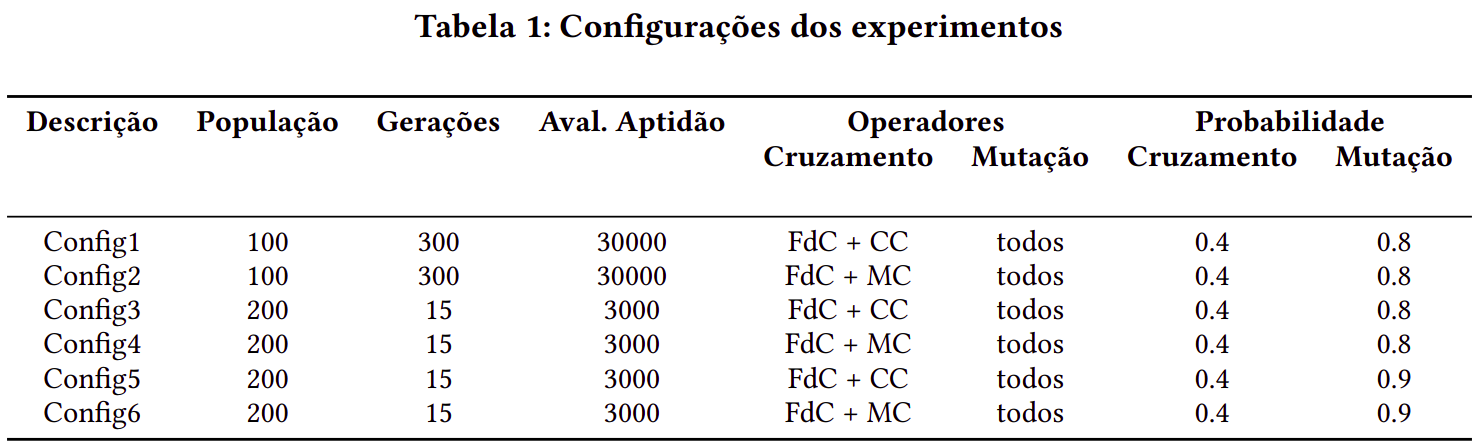 Tabela 1: Configurações dos experimentos
Descrição População Gerações Aval. Aptidão Operadores Probabilidade
Cruzamento Mutação Cruzamento Mutação
Config1 100 300 30000 FdC + CC todos 0.4 0.8
Config2 100 300 30000 FdC + MC todos 0.4 0.8
Config3 200 15 3000 FdC + CC todos 0.4 0.8
Config4 200 15 3000 FdC + MC todos 0.4 0.8
Config5 200 15 3000 FdC + CC todos 0.4 0.9
Config6 200 15 3000 FdC + MC todos 0.4 0.9